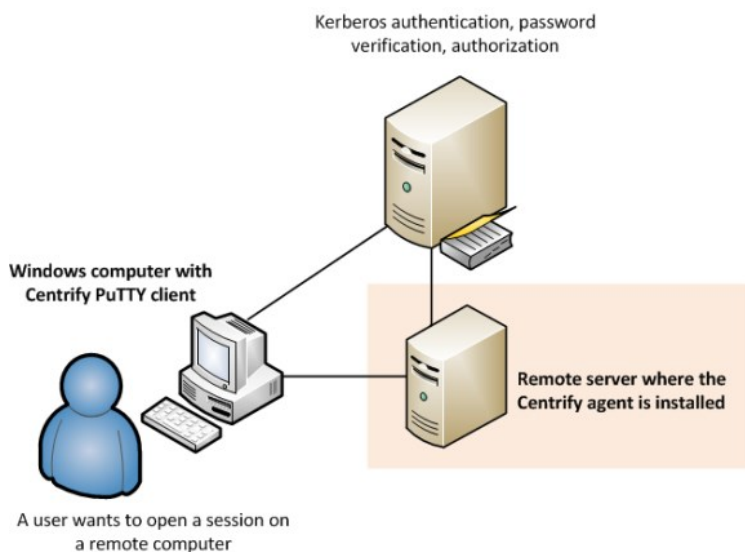 Kerberos authentication, password
verification, authorization
Windows computer with
Centrify PuTTY client
Remote server where the
Centrify agent is installed
A user wants to open a session on
a remote computer